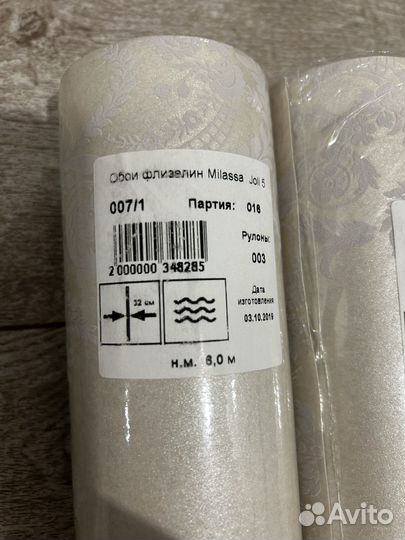 Обои флизелин Milassa Joli 5
007/1 Партия: 016
Рулоны:
003
2 000000 348285
32 см
Дата
изготовления
03.10.2019
н.м. 6,0 м
Avito